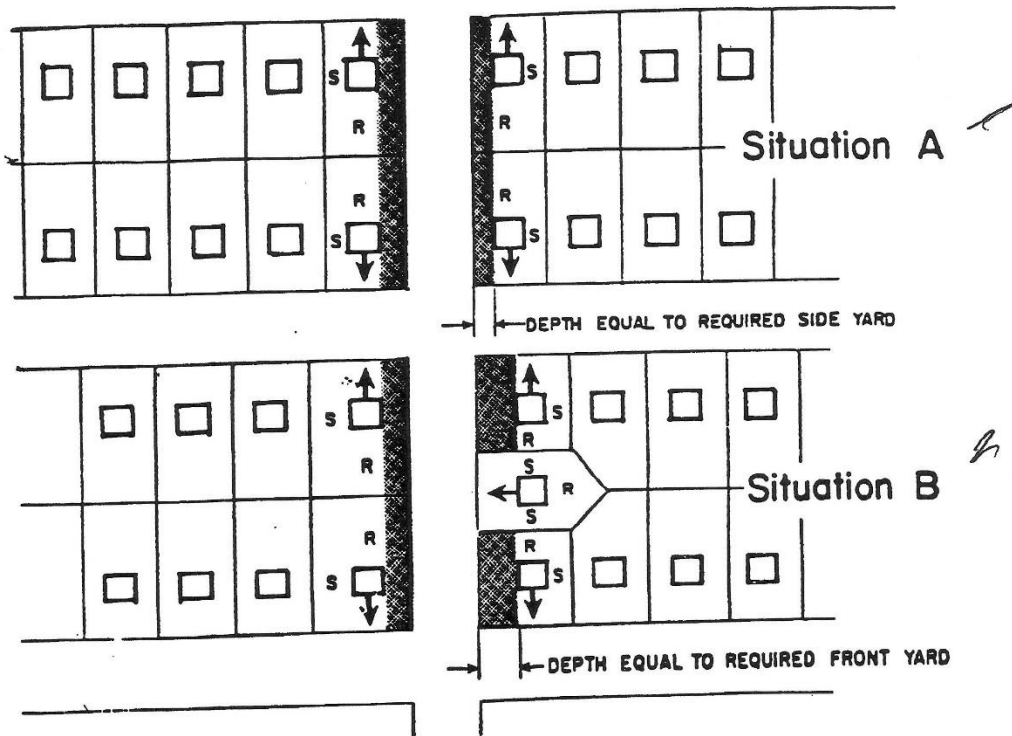 S S
R R
Situation A
R R
S S
DEPTH EQUAL TO REQUIRED SIDE YARD
S S
R R
S
R
Situation B
S
R R
S S
DEPTH EQUAL TO REQUIRED FRONT YARD